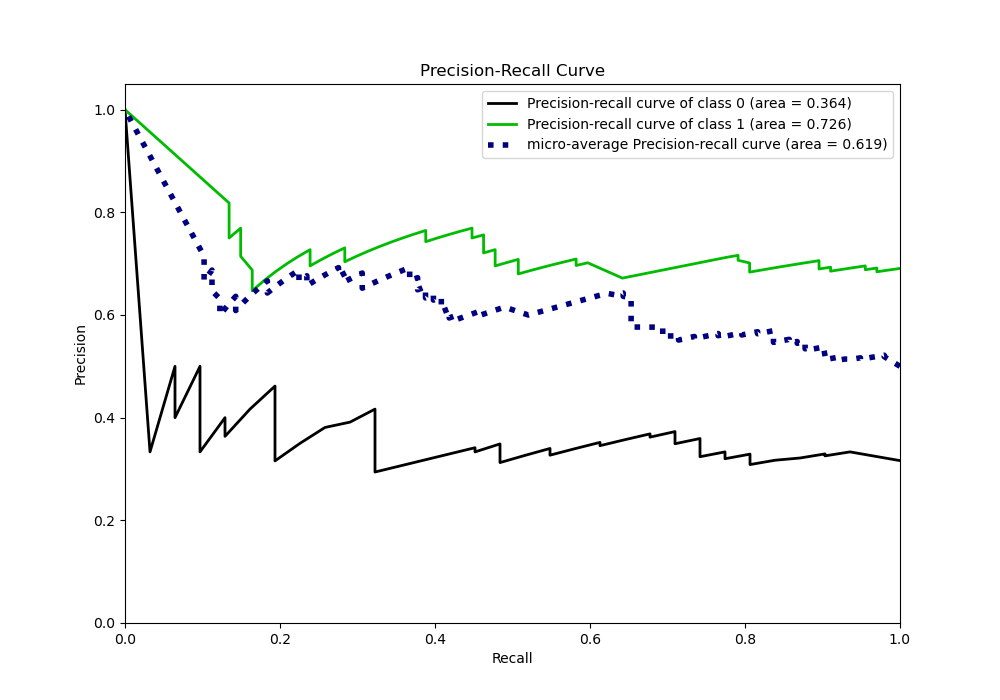 Precision-Recall Curve
Precision-recall curve of class 0 (area = 0.364)
Precision-recall curve of class 1 (area = 0.726)
micro-average Precision-recall curve (area = 0.619)
Precision
1.0
0.8
0.6
0.4
0.2
0.0
0.0 0.2 0.4 0.6 0.8 1.0
Recall